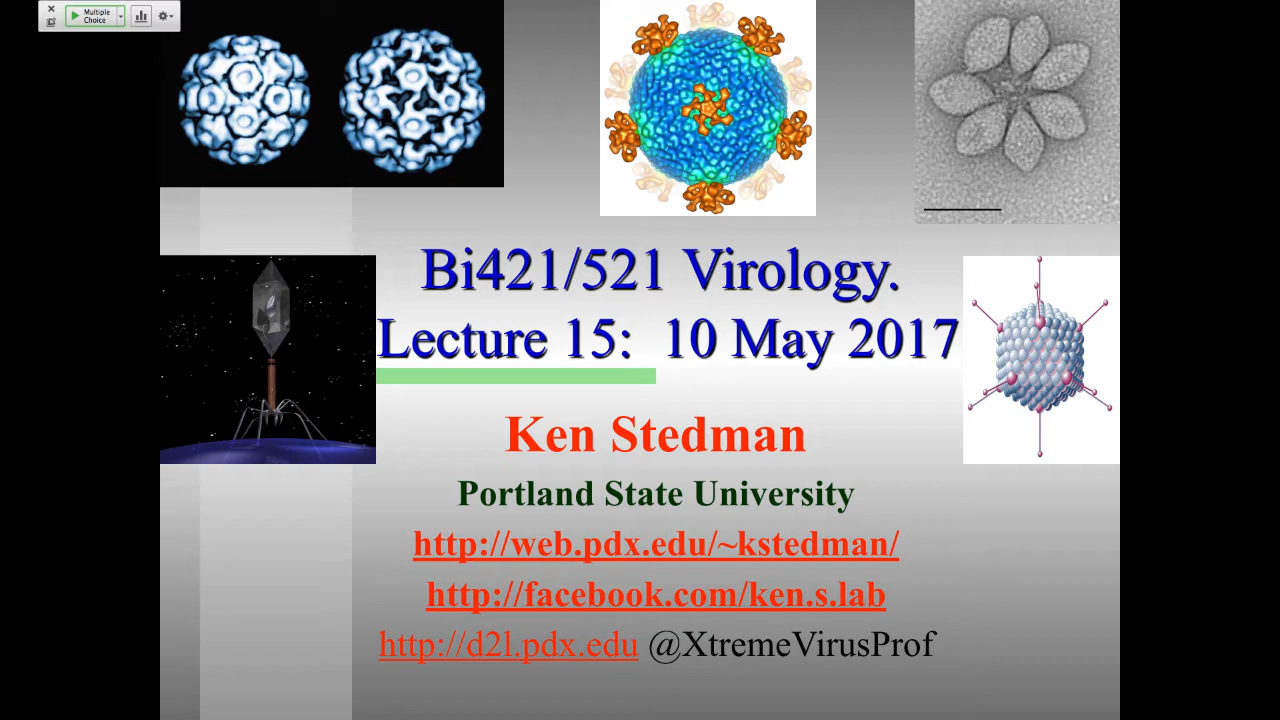 Multiple
Choice
Bi421/521 Virology.
Lecture 15: 10 May 2017
Ken Stedman
Portland State University
http://web.pdx.edu/~kstedman/
http://facebook.com/ken.s.lab
http://d2l.pdx.edu @XtremeVirusProf